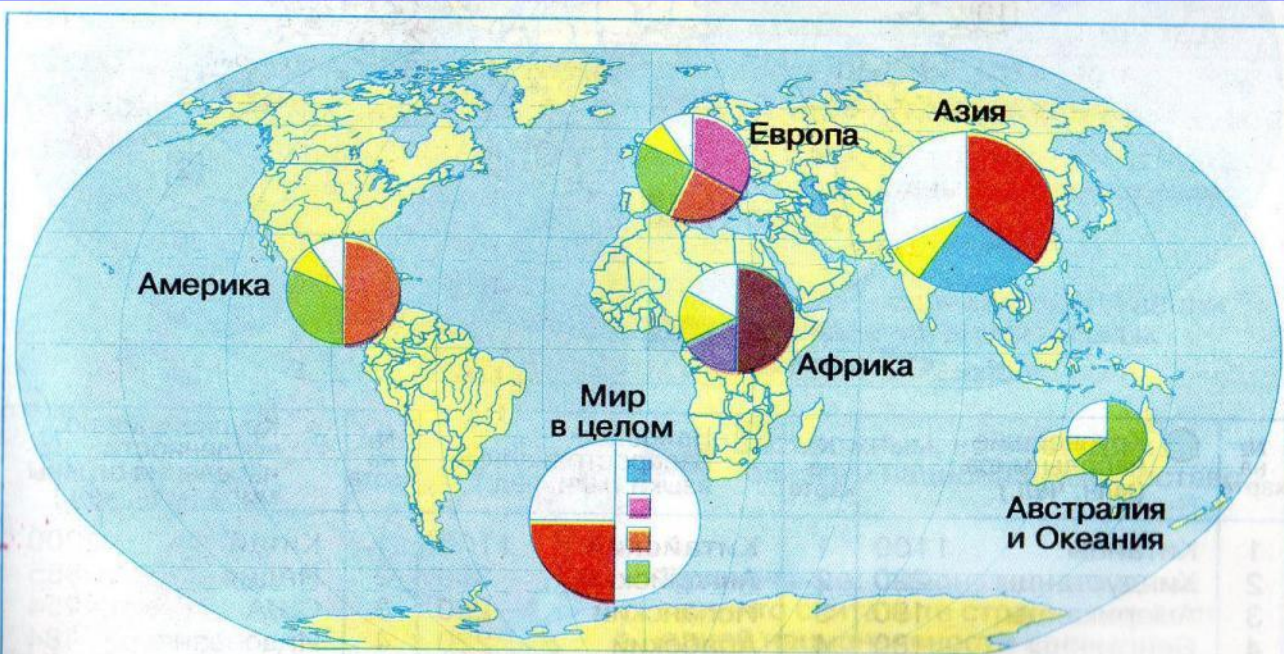 Азия
Европа
Америка
Африка
Мир
в целом
Австралия
и Океания